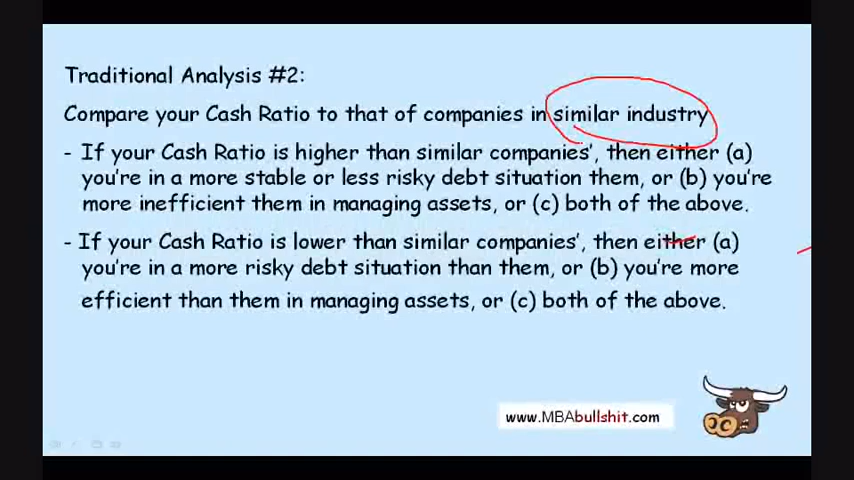 Traditional Analysis #2:
Compare your Cash Ratio to that of companies in similar industry
- If your Cash Ratio is higher than similar companies', then either (a)
you're in a more stable or less risky debt situation them, or (b) you're
more inefficient them in managing assets, or (c) both of the above.
- If your Cash Ratio is lower than similar companies', then either (a)
you're in a more risky debt situation than them, or (b) you're more
efficient than them in managing assets, or (c) both of the above.
www.MBAbullshit.com